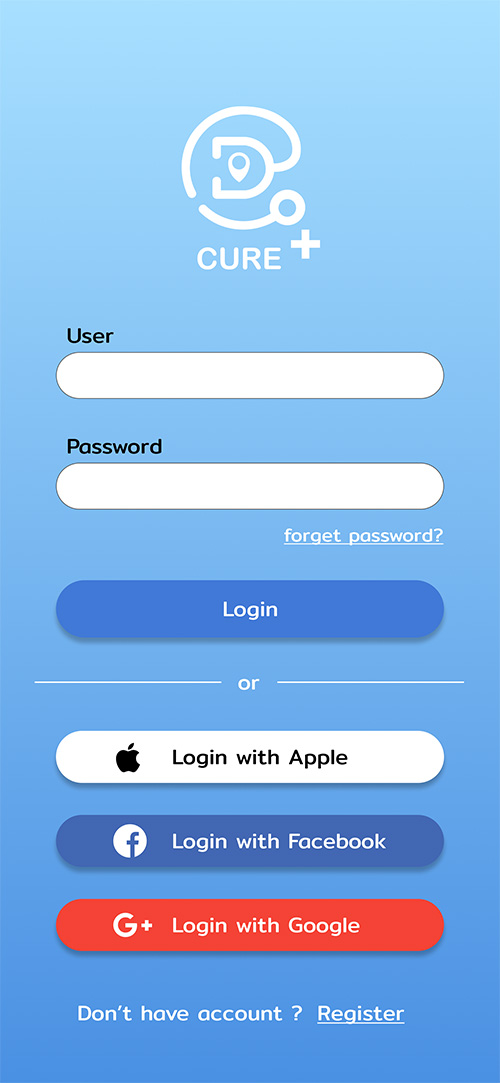 D
CURE +
User
Password
forget password?
Login
or
Login with Apple
Login with Facebook
G+ Login with Google
Don't have account ? Register